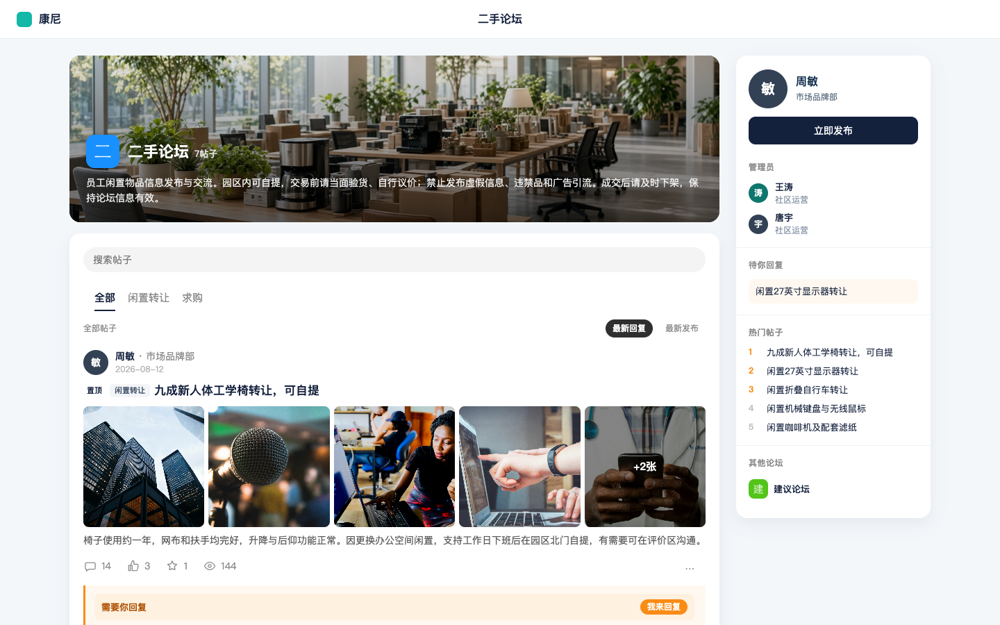 康尼
二手论坛
二
二手论坛 7帖子
员工闲置物品信息发布与交流。园区内可自提，交易前请当面验货、自行议价；禁止发布虚假信息、违禁品和广告引流。成交后请及时下架，保
持论坛信息有效。
搜索帖子
全部 闲置转让 求购
全部帖子
最新回复 最新发布
敏
周敏 · 市场品牌部
2026-08-12
置顶 闲置转让 九成新人体工学椅转让，可自提
+2张
椅子使用约一年，网布和扶手均完好，升降与后仰功能正常。因更换办公空间闲置，支持工作日下班后在园区北门自提，有需要可在评价区沟通。
14 3 1 144 ...
需要你回复
我来回复
敏
周敏
市场品牌部
立即发布
管理员
涛
王涛
社区运营
宇
唐宇
社区运营
待你回复
闲置27英寸显示器转让
热门帖子
1 九成新人体工学椅转让，可自提
2 闲置27英寸显示器转让
3 闲置折叠自行车转让
4 闲置机械键盘与无线鼠标
5 闲置咖啡机及配套滤纸
其他论坛
建 建议论坛